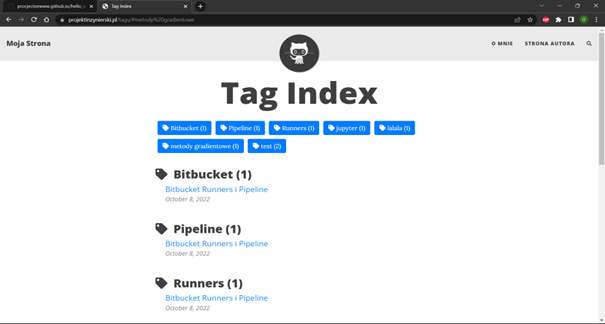 procjectnewww.github.io/hello_w
Tag Index
projektinzynierski.pl/tags/#metody%20gradientowe
Moja Strona
O MNIE
STRONA AUTORA
Tag Index
Bitbucket (1)
Pipeline (1)
Runners (1)
jupyter (1)
lalala (1)
metody gradientowe (1)
test (2)
Bitbucket (1)
Bitbucket Runners i Pipeline
October 8, 2022
Pipeline (1)
Bitbucket Runners i Pipeline
October 8, 2022
Runners (1)
Bitbucket Runners i Pipeline
October 8, 2022